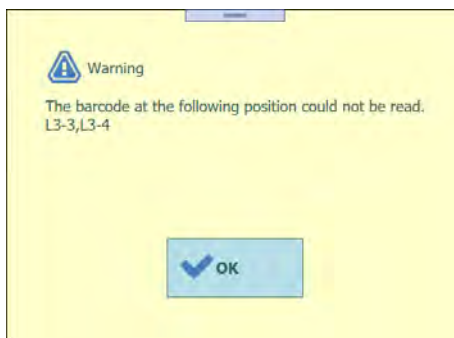 Warning
The barcode at the following position could not be read.
L3-3,L3-4
OK